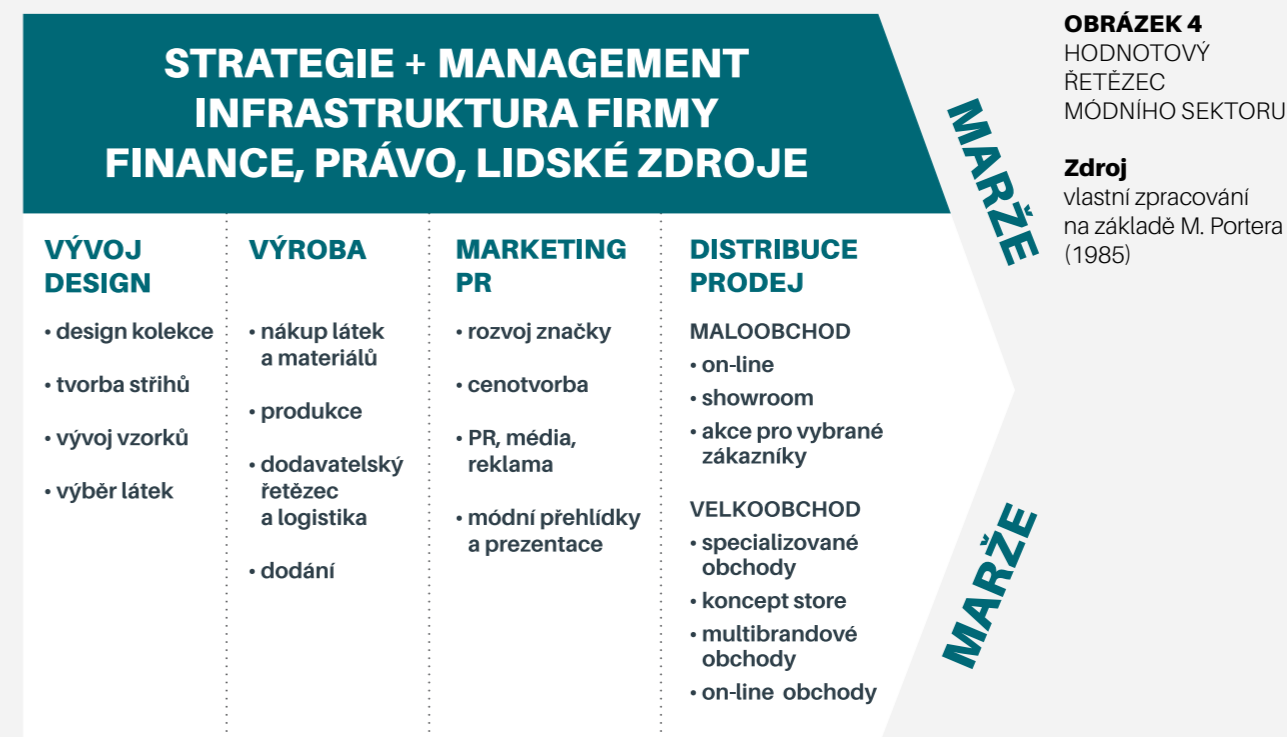 STRATEGIE + MANAGEMENT
INFRASTRUKTURA FIRMY
FINANCE, PRÁVO, LIDSKÉ ZDROJE
MARŽE
VÝVOJ
DESIGN
• design kolekce
• tvorba střihů
• vývoj vzorků
• výběr látek
VÝROBA
• nákup látek
a materiálů
• produkce
• dodavatelský
řetězec
a logistika
• dodání
MARKETING
PR
• rozvoj značky
• cenotvorba
• PR, média,
reklama
• módní přehlídky
a prezentace
DISTRIBUCE
PRODEJ
MALOOBCHOD
• on-line
• showroom
• akce pro vybrané
zákazníky
VELKOOBCHOD
• specializované
obchody
• koncept store
• multibrandové
obchody
• on-line obchody
MARŽE
OBRÁZEK 4
HODNOTOVÝ
ŘETĚZEC
MÓDNÍHO SEKTORU
Zdroj
vlastní zpracování
na základě M. Portera
(1985)